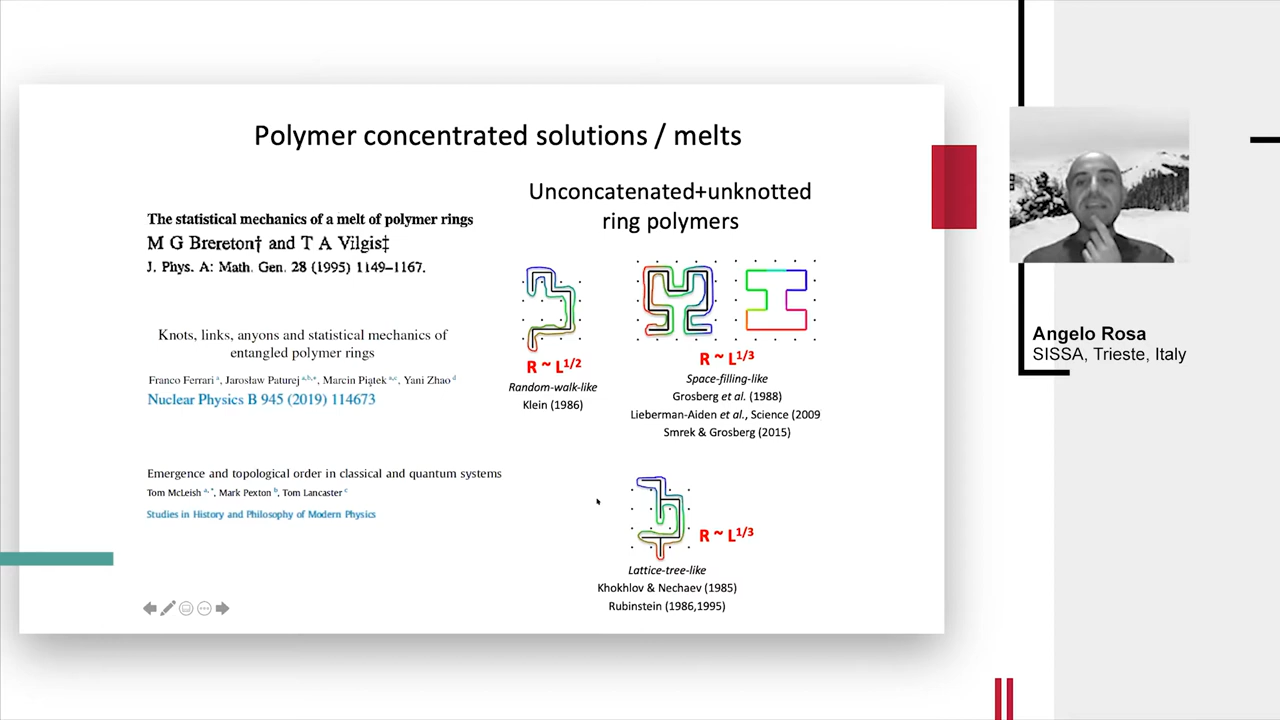 Polymer concentrated solutions / melts
The statistical mechanics of a melt of polymer rings
M G Brereton† and T A Vilgis‡
J. Phys. A: Math. Gen. 28 (1995) 1149–1167.
Knots, links, anyons and statistical mechanics of
entangled polymer rings
Franco Ferrari a, Jarosław Paturej a,b,*, Marcin Piątek a,c, Yani Zhao d
Nuclear Physics B 945 (2019) 114673
Emergence and topological order in classical and quantum systems
Tom McLeish a,*, Mark Pexton b, Tom Lancaster c
Studies in History and Philosophy of Modern Physics
Unconcatenated+unknotted
ring polymers
R ~ L1/2
Random-walk-like
Klein (1986)
R ~ L1/3
Space-filling-like
Grosberg et al. (1988)
Lieberman-Aiden et al., Science (2009
Smrek & Grosberg (2015)
R ~ L1/3
Lattice-tree-like
Khokhlov & Nechaev (1985)
Rubinstein (1986,1995)
Angelo Rosa
SISSA, Trieste, Italy